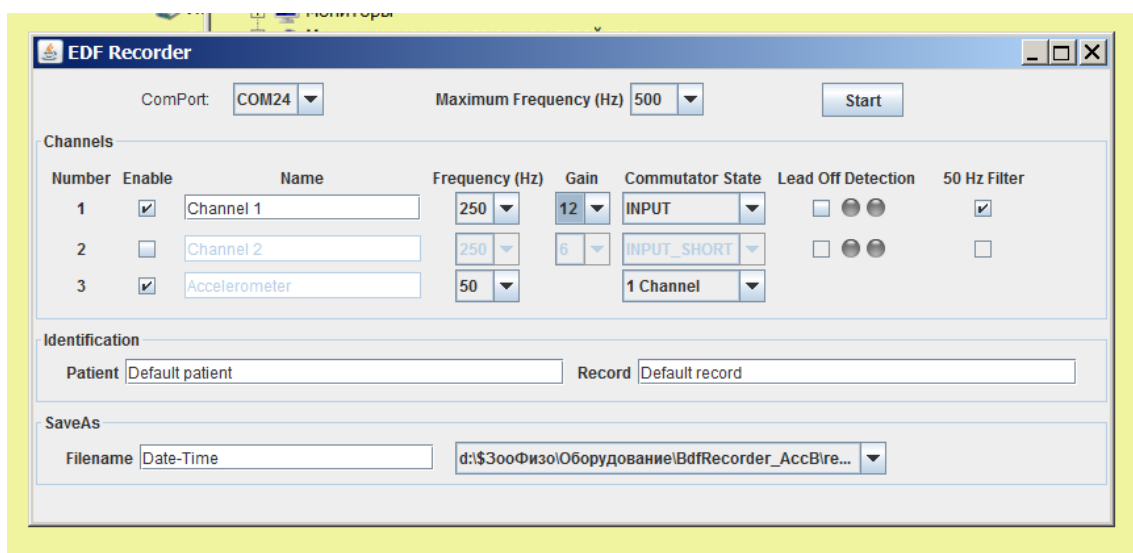 Мониторы
EDF Recorder
ComPort: COM24 Maximum Frequency (Hz) 500 Start
Channels
Number Enable Name Frequency (Hz) Gain Commutator State Lead Off Detection 50 Hz Filter
1 Channel 1 250 12 INPUT
2 Channel 2 250 6 INPUT_SHORT
3 Accelerometer 50 1 Channel
Identification
Patient Default patient Record Default record
SaveAs
Filename Date-Time d:\$ЗооФизо\Оборудование\BdfRecorder_AccB\re...